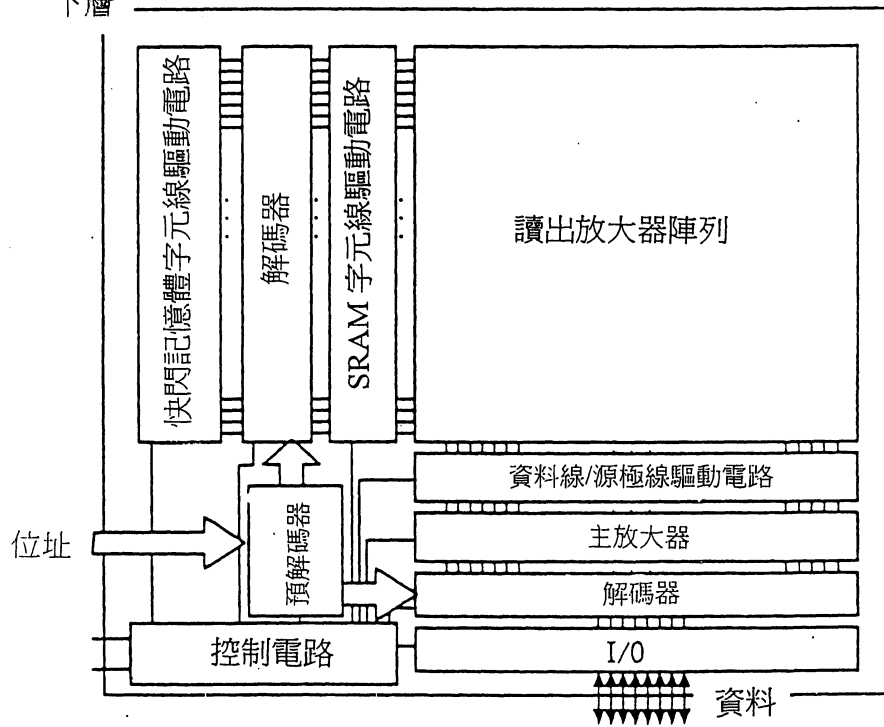 下層
快閃記憶體字元線驅動電路
解碼器
SRAM 字元線驅動電路
讀出放大器陣列
資料線/源極線驅動電路
位址
預解碼器
主放大器
解碼器
控制電路
I/O
資料